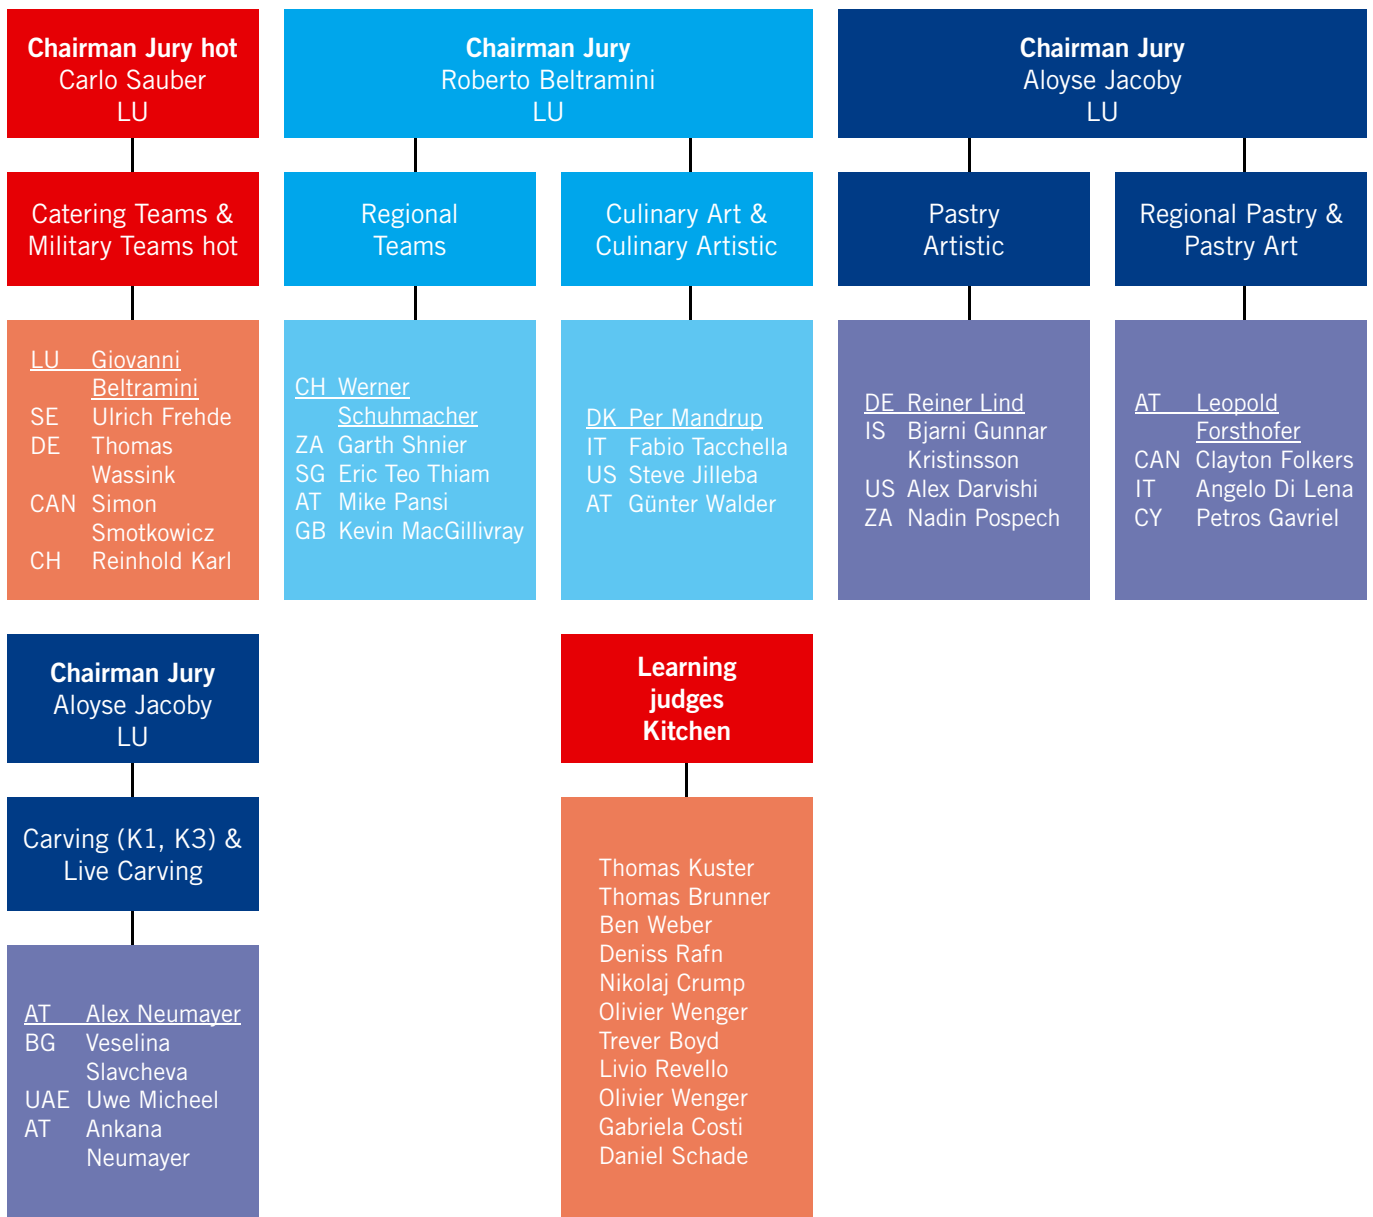 Chairman Jury hot
Carlo Sauber
LU
Chairman Jury
Roberto Beltramini
LU
Chairman Jury
Aloyse Jacoby
LU
Catering Teams &
Military Teams hot
Regional
Teams
Culinary Art &
Culinary Artistic
Pastry
Artistic
Regional Pastry &
Pastry Art
LU Giovanni
Beltramini
SE Ulrich Frehde
DE Thomas
Wassink
CAN Simon
Smotkowicz
CH Reinhold Karl
CH Werner
Schuhmacher
ZA Garth Shnier
SG Eric Teo Thiam
AT Mike Pansi
GB Kevin MacGillivray
DK Per Mandrup
IT Fabio Tacchella
US Steve Jilleba
AT Günter Walder
DE Reiner Lind
IS Bjarni Gunnar
Kristinsson
US Alex Darvishi
ZA Nadin Pospech
AT Leopold
Forsthofer
CAN Clayton Folkers
IT Angelo Di Lena
CY Petros Gavriel
Chairman Jury
Aloyse Jacoby
LU
Carving (K1, K3) &
Live Carving
AT Alex Neumayer
BG Veselina
Slavcheva
UAE Uwe Micheel
AT Ankana
Neumayer
Learning
judges
Kitchen
Thomas Kuster
Thomas Brunner
Ben Weber
Deniss Rafn
Nikolaj Crump
Olivier Wenger
Trever Boyd
Livio Revello
Olivier Wenger
Gabriela Costi
Daniel Schade